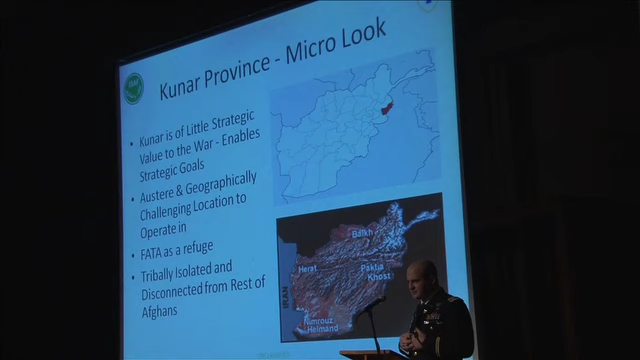 Kunar Province - Micro Look
• Kunar is of Little Strategic
Value to the War - Enables
Strategic Goals
• Austere & Geographically
Challenging Location to
Operate in
• FATA as a refuge
• Tribally Isolated and
Disconnected from Rest of
Afghans
Balkh
Herat
Paktia
Khost
IRAN
Nimrouz
Helmand